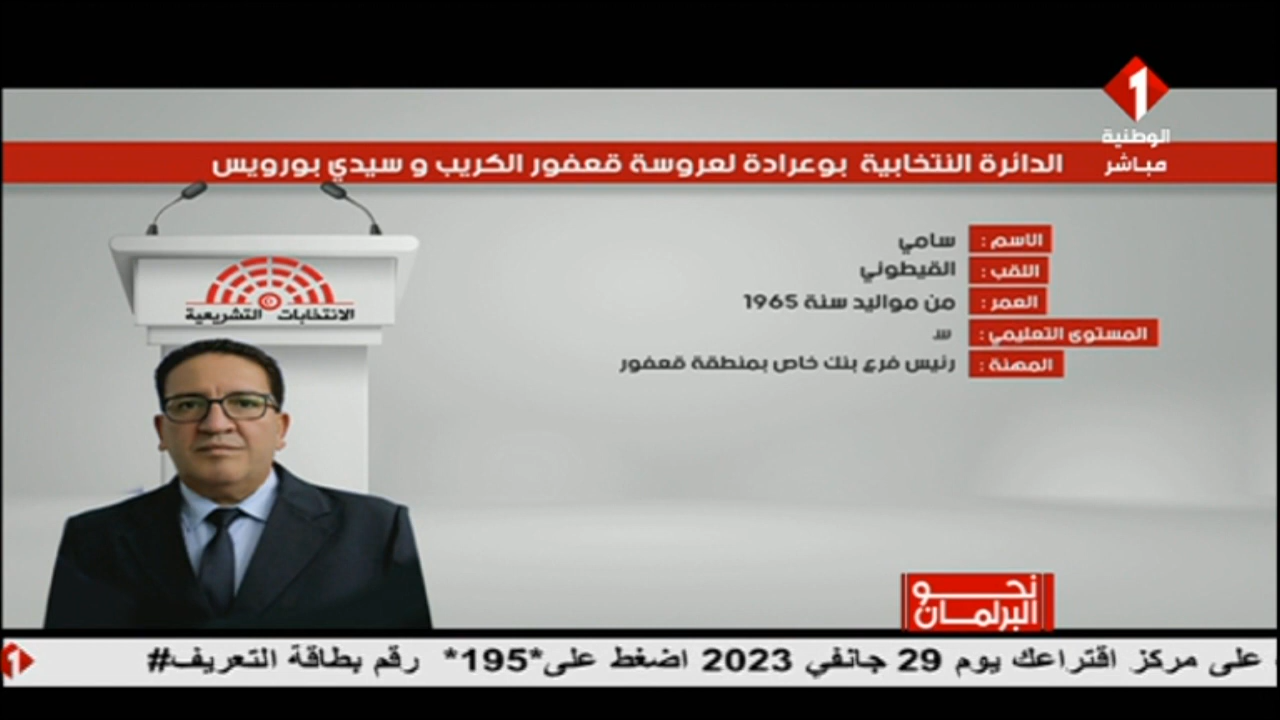 الوطنية
مباشر
الدائرة النتخابية بوعرادة لعروسة قعفور الكريب و سيدي بورويس
الاسم : سامي
اللقب : القيطوني
العمر : من مواليد سنة 1965
المستوى التعليمي : سـ
المهنة : رئيس فرع بنك خاص بمنطقة قعفور
الانتخابات التشريعية
نحو
البرلمان
على مركز اقتراعك يوم 29 جانفي 2023 اضغط على*195* رقم بطاقة التعريف#